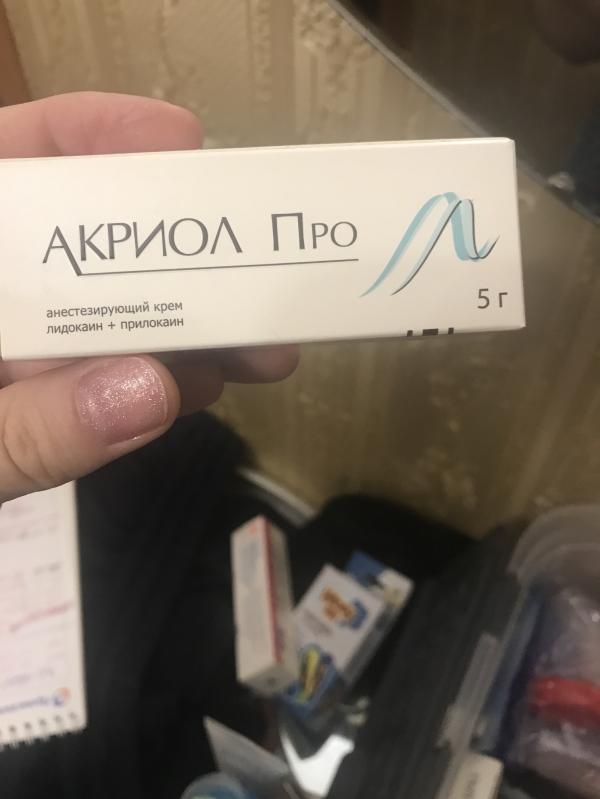 Акриол Про
анестезирующий крем
лидокаин + прилокаин
5 г